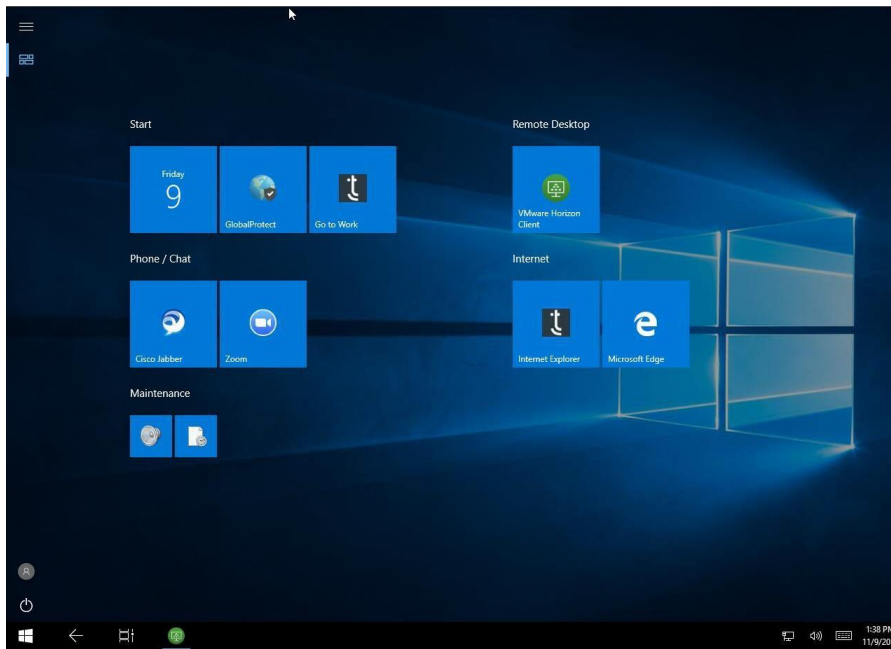 Start
Friday
9
GlobalProtect
Go to Work
Remote Desktop
VMware Horizon
Client
Phone / Chat
Cisco Jabber
Zoom
Internet
Internet Explorer
Microsoft Edge
Maintenance
1:38 PM
11/9/20